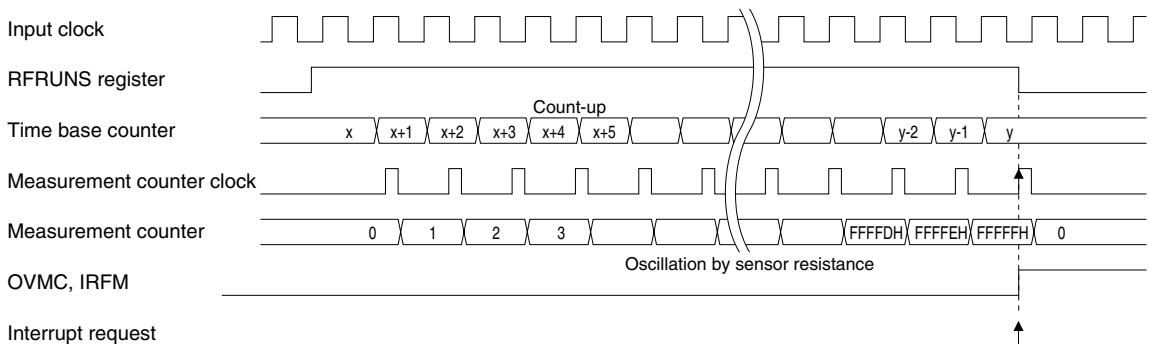 Input clock
RFRUNS register
Count-up
Time base counter x x+1 x+2 x+3 x+4 x+5 y-2 y-1 y
Measurement counter clock
Measurement counter 0 1 2 3 FFFFDH FFFFEH FFFFFH 0
Oscillation by sensor resistance
OVMC, IRFM
Interrupt request